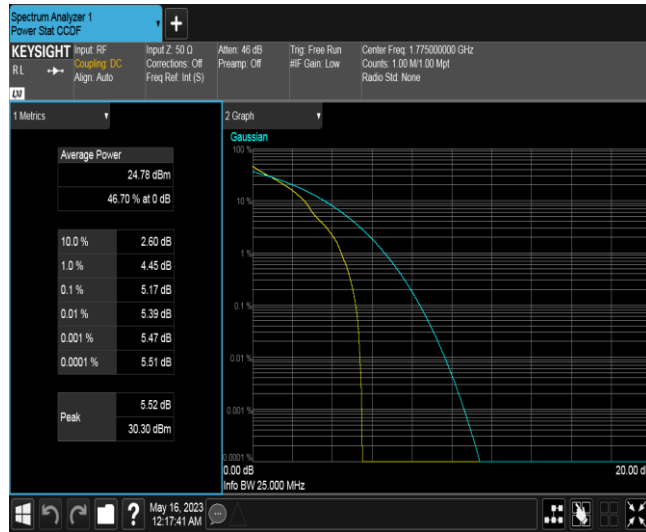 Spectrum Analyzer 1
Power Stat CCDF
+
KEYSIGHT
RL
LXI
Input: RF
Coupling: DC
Align: Auto
Input Z: 50 Ω
Corrections: Off
Freq Ref: Int (S)
Atten: 46 dB
Preamp: Off
Trig: Free Run
#IF Gain: Low
Center Freq: 1.775000000 GHz
Counts: 1.00 M/1.00 Mpt
Radio Std: None
1 Metrics
Average Power
24.78 dBm
46.70 % at 0 dB
10.0 % 2.60 dB
1.0 % 4.45 dB
0.1 % 5.17 dB
0.01 % 5.39 dB
0.001 % 5.47 dB
0.0001 % 5.51 dB
Peak
5.52 dB
30.30 dBm
2 Graph
Gaussian
100 %
10 %
1 %
0.1 %
0.01 %
0.001 %
0.0001 %
0.00 dB
20.00 d
Info BW 25.000 MHz
?
May 16, 2023
12:17:41 AM